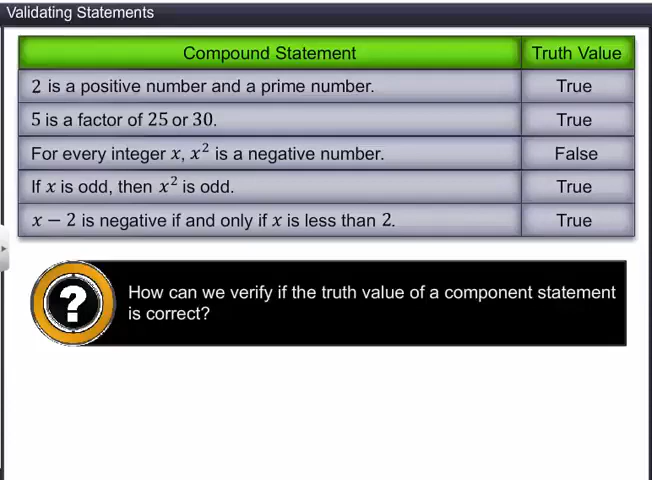 Validating Statements
Compound Statement Truth Value
2 is a positive number and a prime number. True
5 is a factor of 25 or 30. True
For every integer x, x² is a negative number. False
If x is odd, then x² is odd. True
x − 2 is negative if and only if x is less than 2. True
? How can we verify if the truth value of a component statement
is correct?